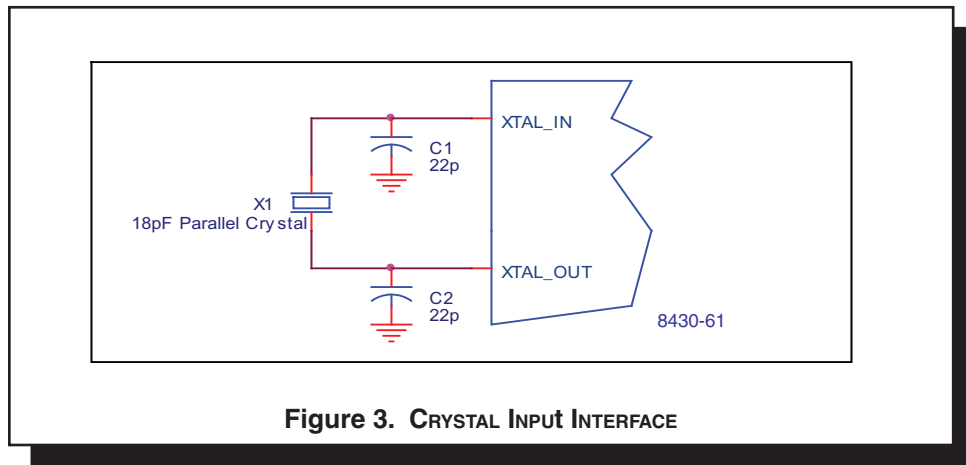 XTAL_IN
C1
22p
X1
18pF Parallel Crystal
XTAL_OUT
C2
22p
8430-61
Figure 3. CRYSTAL INPUt INTERFACE